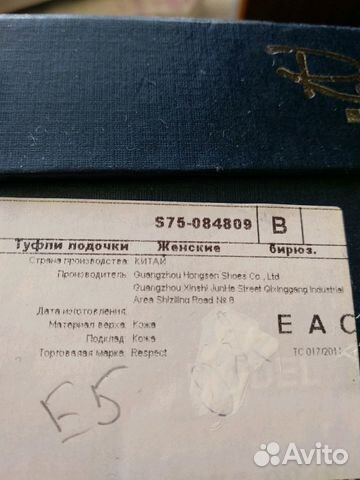 S75-084809 B
Туфли лодочки Женские бирюз.
Страна производства: КИТАЙ
Производитель: Guangzhou Hongsen Shoes Co., Ltd
Guangzhou Xinshi JunHe Street Qixinggang Industrial
Area Shiziling Road № 8
Дата изготовления:
Материал верха: Кожа
Подклад: Кожа
Торговая марка: Respect
EAC
ТС 017/2011
E5
Avito